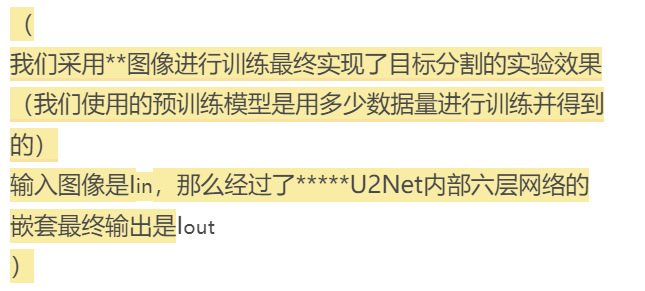 （
我们采用**图像进行训练最终实现了目标分割的实验效果
（我们使用的预训练模型是用多少数据量进行训练并得到
的）
输入图像是Iin，那么经过了*****U2Net内部六层网络的
嵌套最终输出是Iout
）